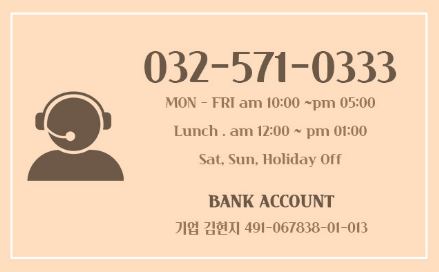 032-571-0333
MON - FRI am 10:00 ~pm 05:00
Lunch . am 12:00 ~ pm 01:00
Sat, Sun, Holiday Off
BANK ACCOUNT
기업 김현지 491-067838-01-013